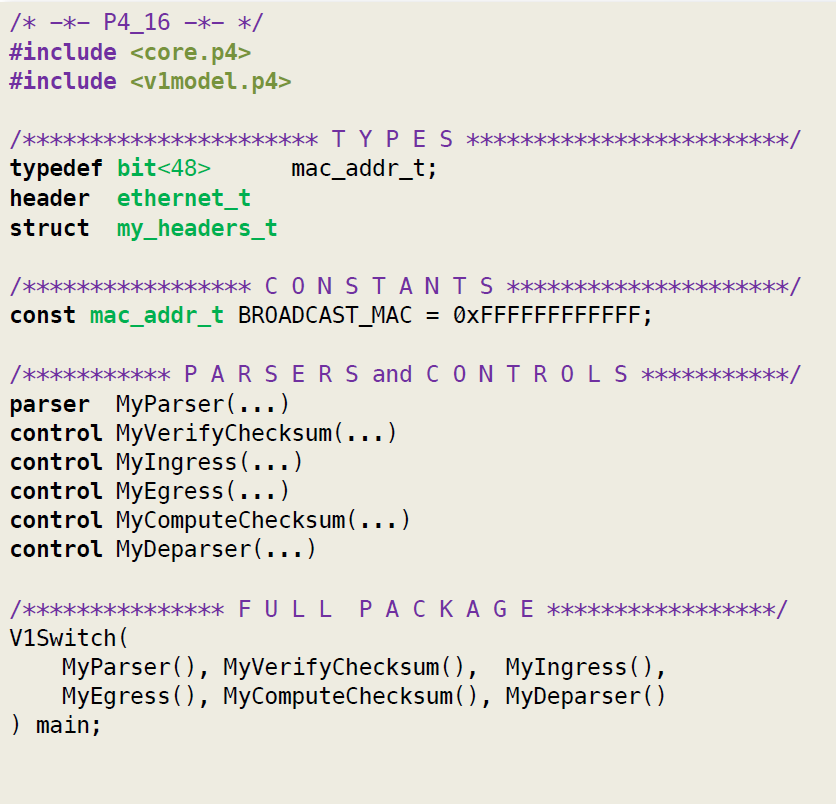 /* -*- P4_16 -*- */
#include <core.p4>
#include <v1model.p4>
/********************** T Y P E S ************************/
typedef bit<48>      mac_addr_t;
header  ethernet_t
struct  my_headers_t
/***************** C O N S T A N T S *********************/
const mac_addr_t BROADCAST_MAC = 0xFFFFFFFFFFFF;
/*********** P A R S E R S and C O N T R O L S ***********/
parser  MyParser(...)
control MyVerifyChecksum(...)
control MyIngress(...)
control MyEgress(...)
control MyComputeChecksum(...)
control MyDeparser(...)
/*************** F U L L  P A C K A G E *****************/
V1Switch(
    MyParser(), MyVerifyChecksum(),  MyIngress(),
    MyEgress(), MyComputeChecksum(), MyDeparser()
) main;